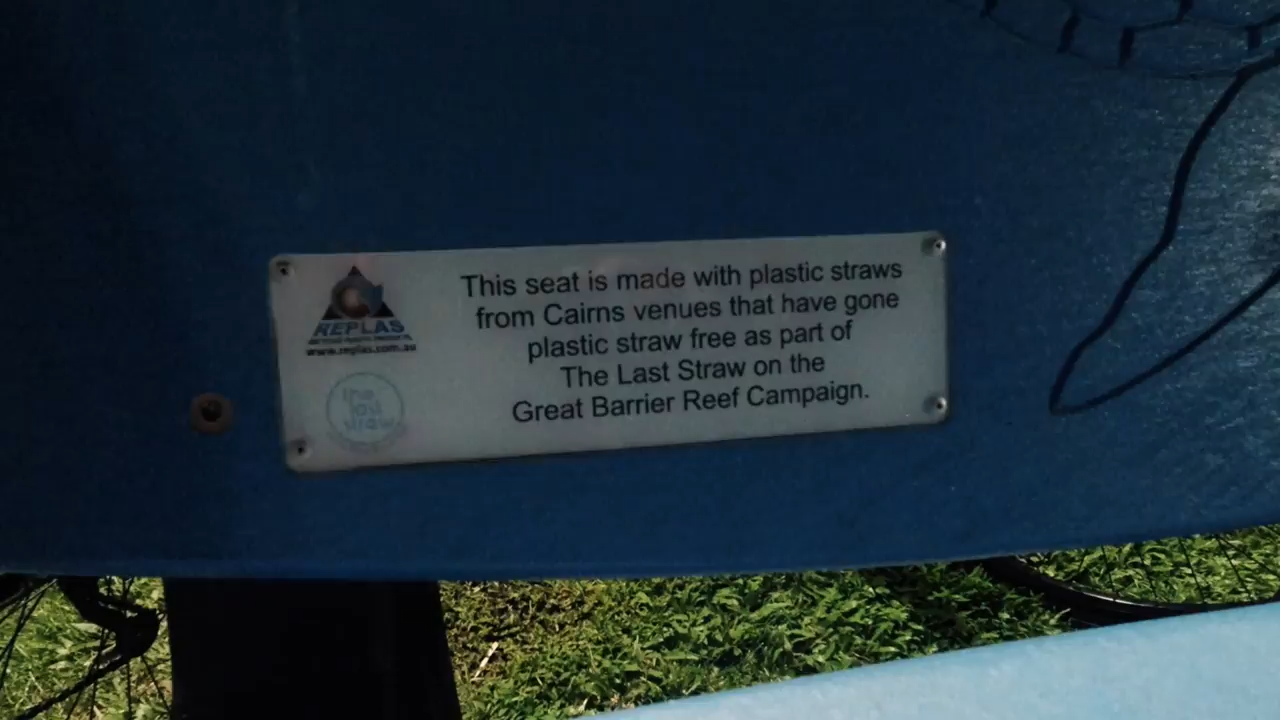 REPLAS
www.replas.com.au
the
last
straw
This seat is made with plastic straws
from Cairns venues that have gone
plastic straw free as part of
The Last Straw on the
Great Barrier Reef Campaign.